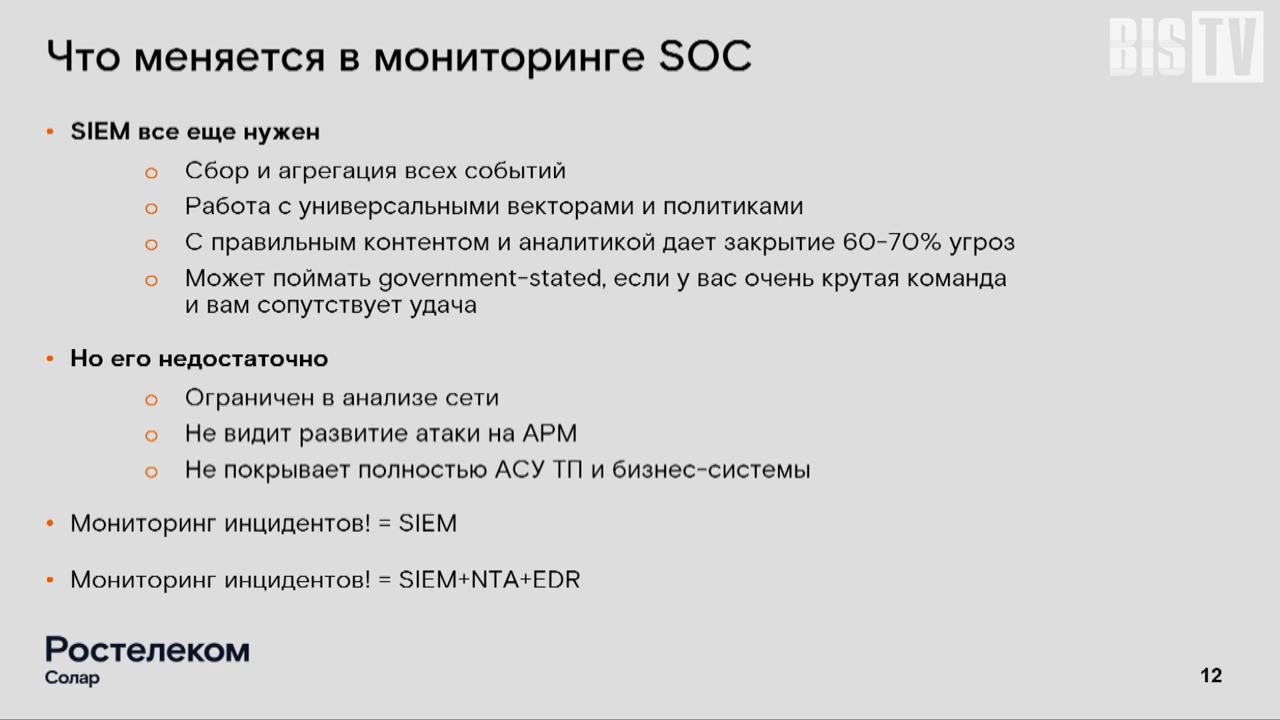 Что меняется в мониторинге SOC
BIS TV
• SIEM все еще нужен
o Сбор и агрегация всех событий
o Работа с универсальными векторами и политиками
o С правильным контентом и аналитикой дает закрытие 60-70% угроз
o Может поймать government-stated, если у вас очень крутая команда
и вам сопутствует удача
• Но его недостаточно
o Ограничен в анализе сети
o Не видит развитие атаки на АРМ
o Не покрывает полностью АСУ ТП и бизнес-системы
• Мониторинг инцидентов! = SIEM
• Мониторинг инцидентов! = SIEM+NTA+EDR
Ростелеком
Солар
12